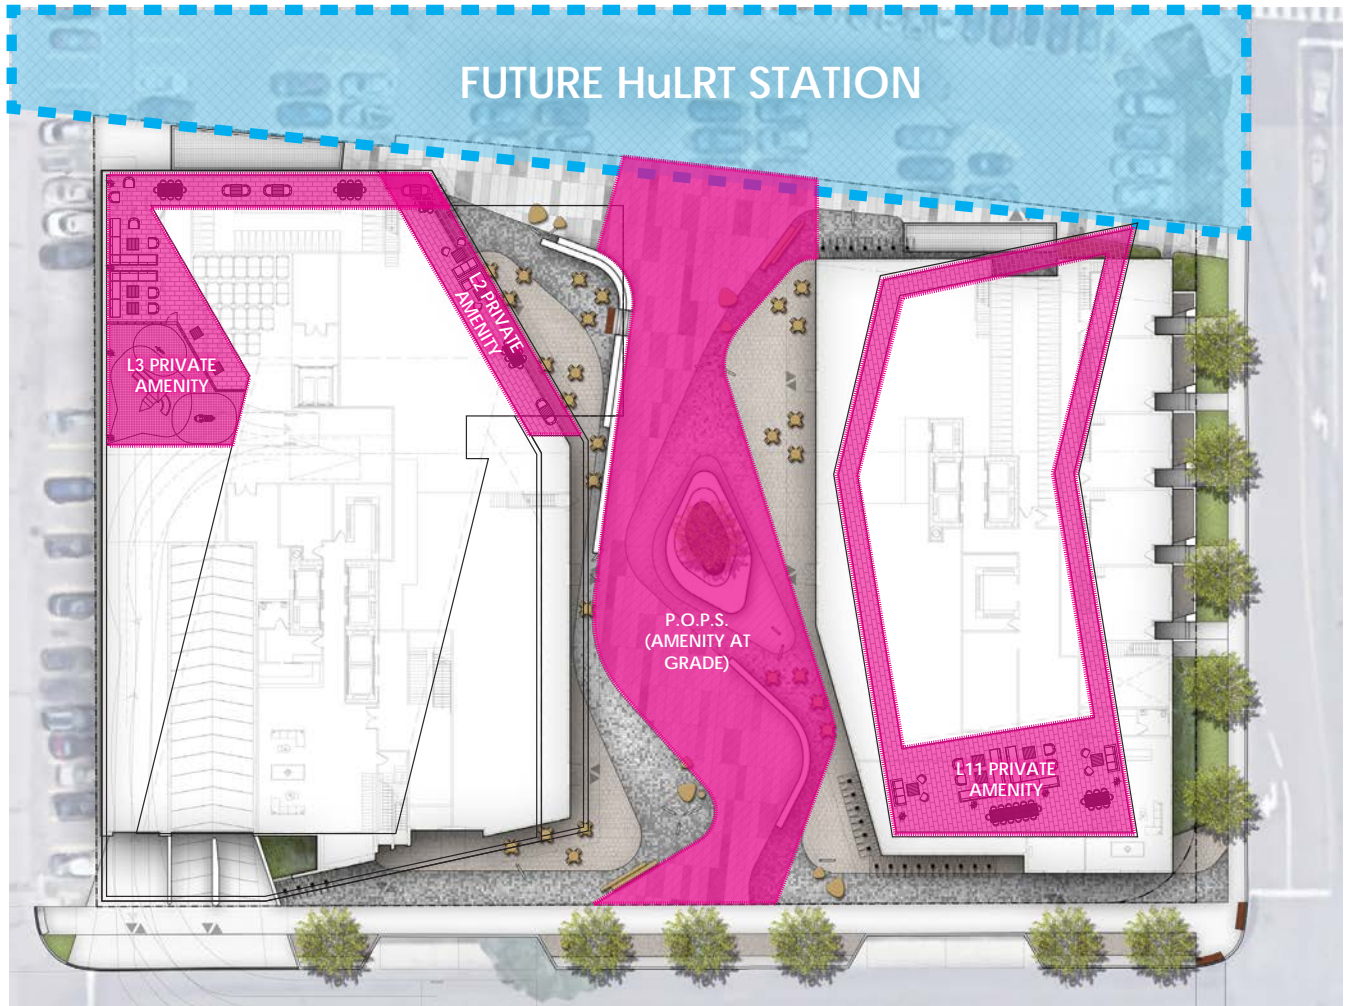 FUTURE HuLRT STATION
L2 PRIVATE
AMENITY
L3 PRIVATE
AMENITY
P.O.P.S.
(AMENITY AT
GRADE)
L11 PRIVATE
AMENITY